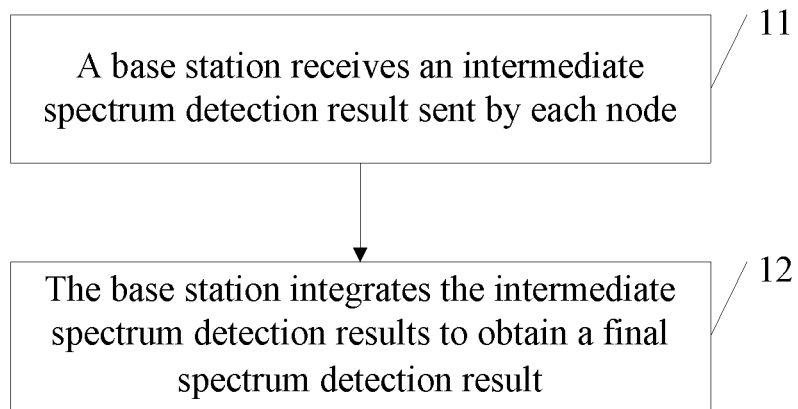 11
A base station receives an intermediate
spectrum detection result sent by each node
12
The base station integrates the intermediate
spectrum detection results to obtain a final
spectrum detection result